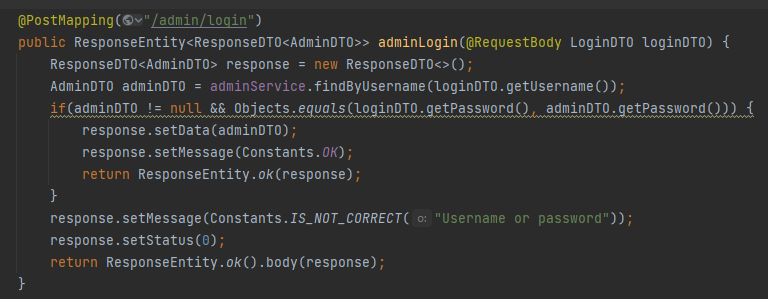 @PostMapping("/admin/login")
public ResponseEntity<ResponseDTO<AdminDTO>> adminLogin(@RequestBody LoginDTO loginDTO) {
    ResponseDTO<AdminDTO> response = new ResponseDTO<>();
    AdminDTO adminDTO = adminService.findByUsername(loginDTO.getUsername());
    if(adminDTO != null && Objects.equals(loginDTO.getPassword(), adminDTO.getPassword())) {
        response.setData(adminDTO);
        response.setMessage(Constants.OK);
        return ResponseEntity.ok(response);
    }
    response.setMessage(Constants.IS_NOT_CORRECT( o: "Username or password"));
    response.setStatus(0);
    return ResponseEntity.ok().body(response);
}